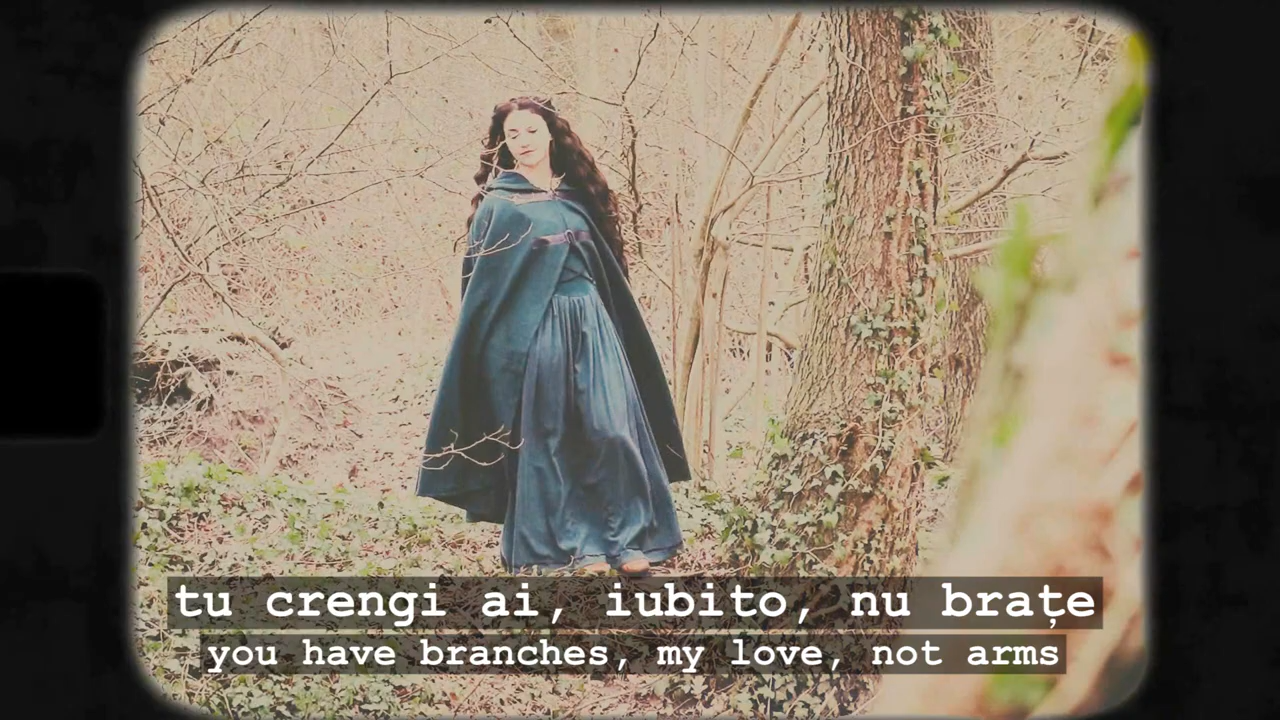 tu crengi ai, iubito, nu brațe
you have branches, my love, not arms